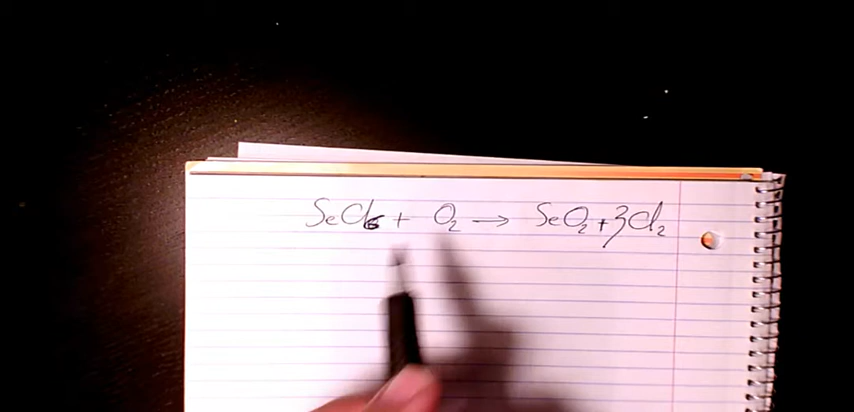 SeCl₆ + O₂ → SeO₂ + 3Cl₂